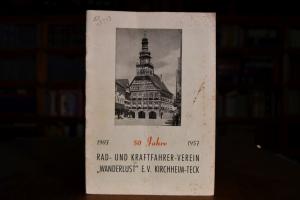 1907 50 Jahre 1957
RAD- UND KRAFTFAHRER-VEREIN
„WANDERLUST" E.V. KIRCHHEIM-TECK